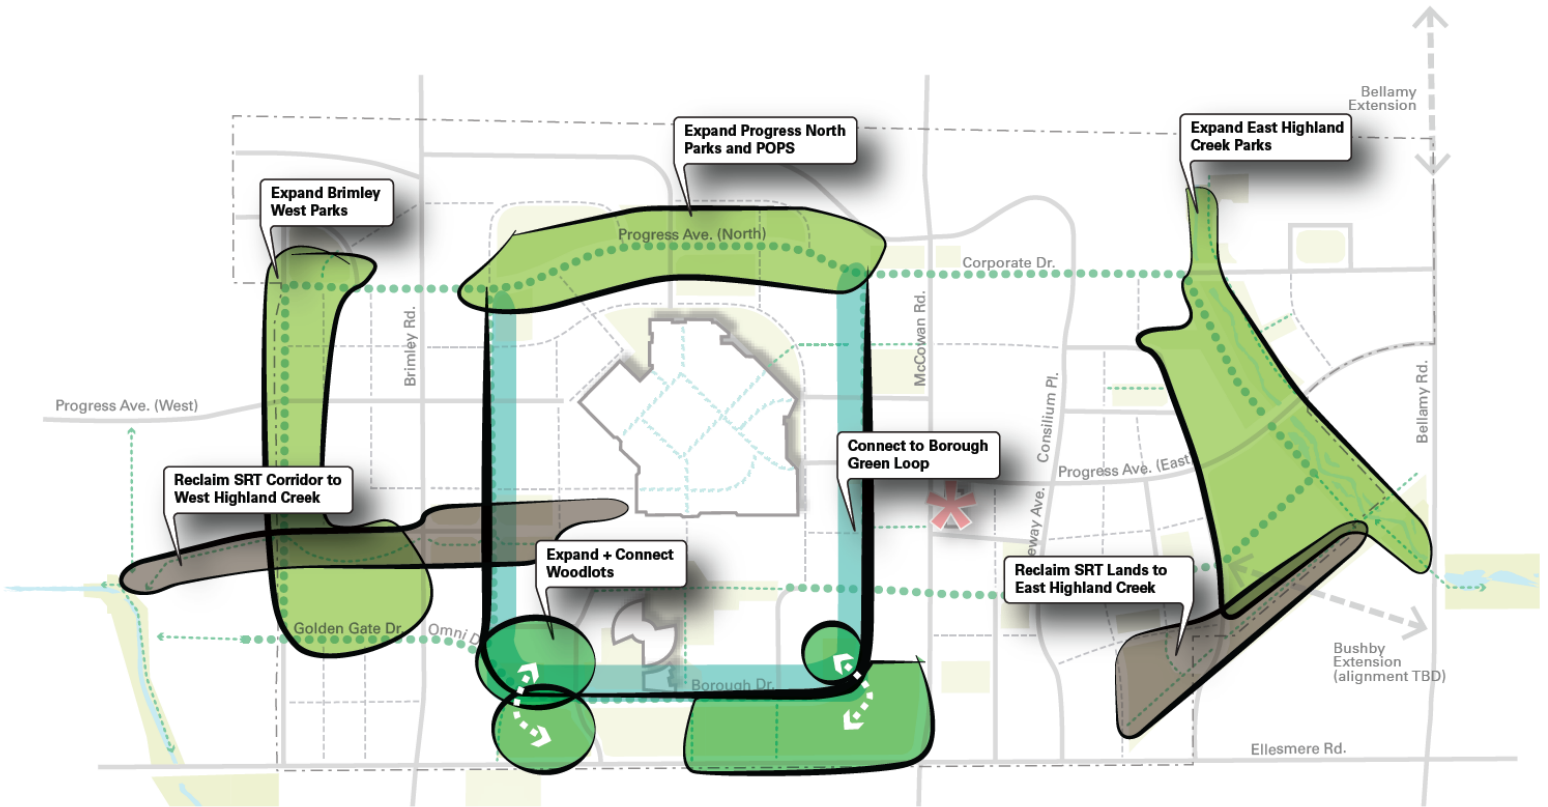 Bellamy
Extension
Expand Progress North
Parks and POPS
Expand East Highland
Creek Parks
Expand Brimley
West Parks
Progress Ave. (North)
Corporate Dr.
Brimley Rd.
McCowan Rd.
Consilium Pl.
Bellamy Rd.
Progress Ave. (West)
Connect to Borough
Green Loop
Progress Ave. (East
Reclaim SRT Corridor to
West Highland Creek
eway Ave.
Expand + Connect
Woodlots
Reclaim SRT Lands to
East Highland Creek
Golden Gate Dr.
Omni D
Bushby
Extension
(alignment TBD)
Borough Dr.
Ellesmere Rd.